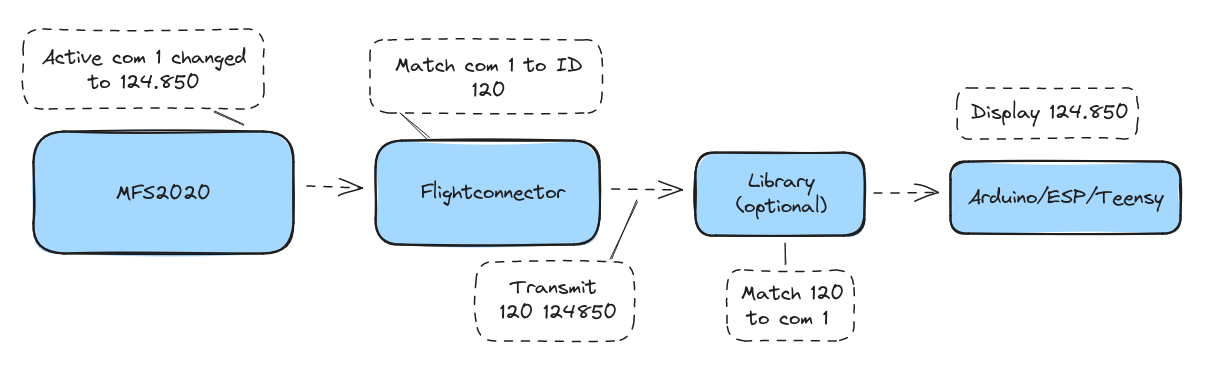 Active com 1 changed
to 124.850
MFS2020
Match com 1 to ID
120
Flightconnector
Transmit
120 124850
Library
(optional)
Match 120
to com 1
Display 124.850
Arduino/ESP/Teensy